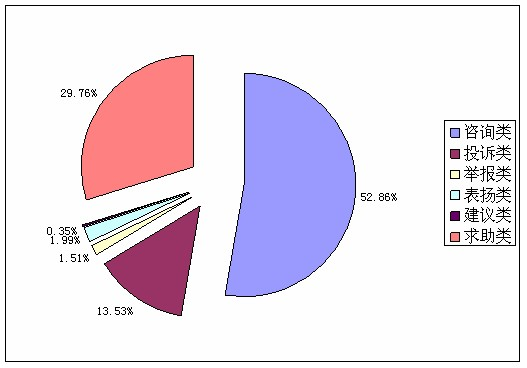 29.76%
52.86%
0.35%
1.99%
1.51%
13.53%
咨询类
投诉类
举报类
表扬类
建议类
求助类